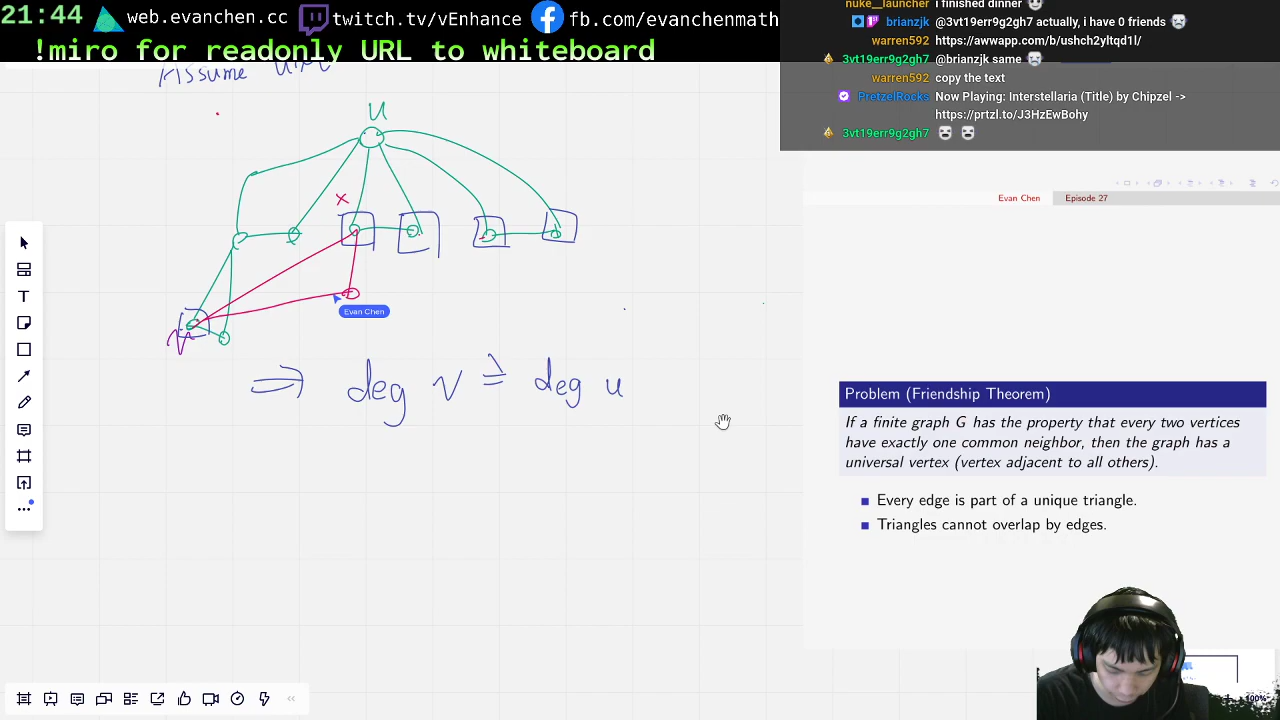 21:44 web.evanchen.cc twitch.tv/vEnhance fb.com/evanchenmath
!miro for readonly URL to whiteboard
nuke__launcher i finished dinner
brianzjk @3vt19err9g2gh7 actually, i have 0 friends
warren592 https://awwapp.com/b/ushch2yltqd1l/
3vt19err9g2gh7 @brianzjk same
warren592 copy the text
PretzelRocks Now Playing: Interstellaria (Title) by Chipzel ->
https://prtzl.to/J3HzEwBohy
3vt19err9g2gh7
Assume
u
x
Evan Chen
v
⇒ deg v ≥ deg u
T
Evan Chen Episode 27
Problem (Friendship Theorem)
If a finite graph G has the property that every two vertices
have exactly one common neighbor, then the graph has a
universal vertex (vertex adjacent to all others).
Every edge is part of a unique triangle.
Triangles cannot overlap by edges.
100%